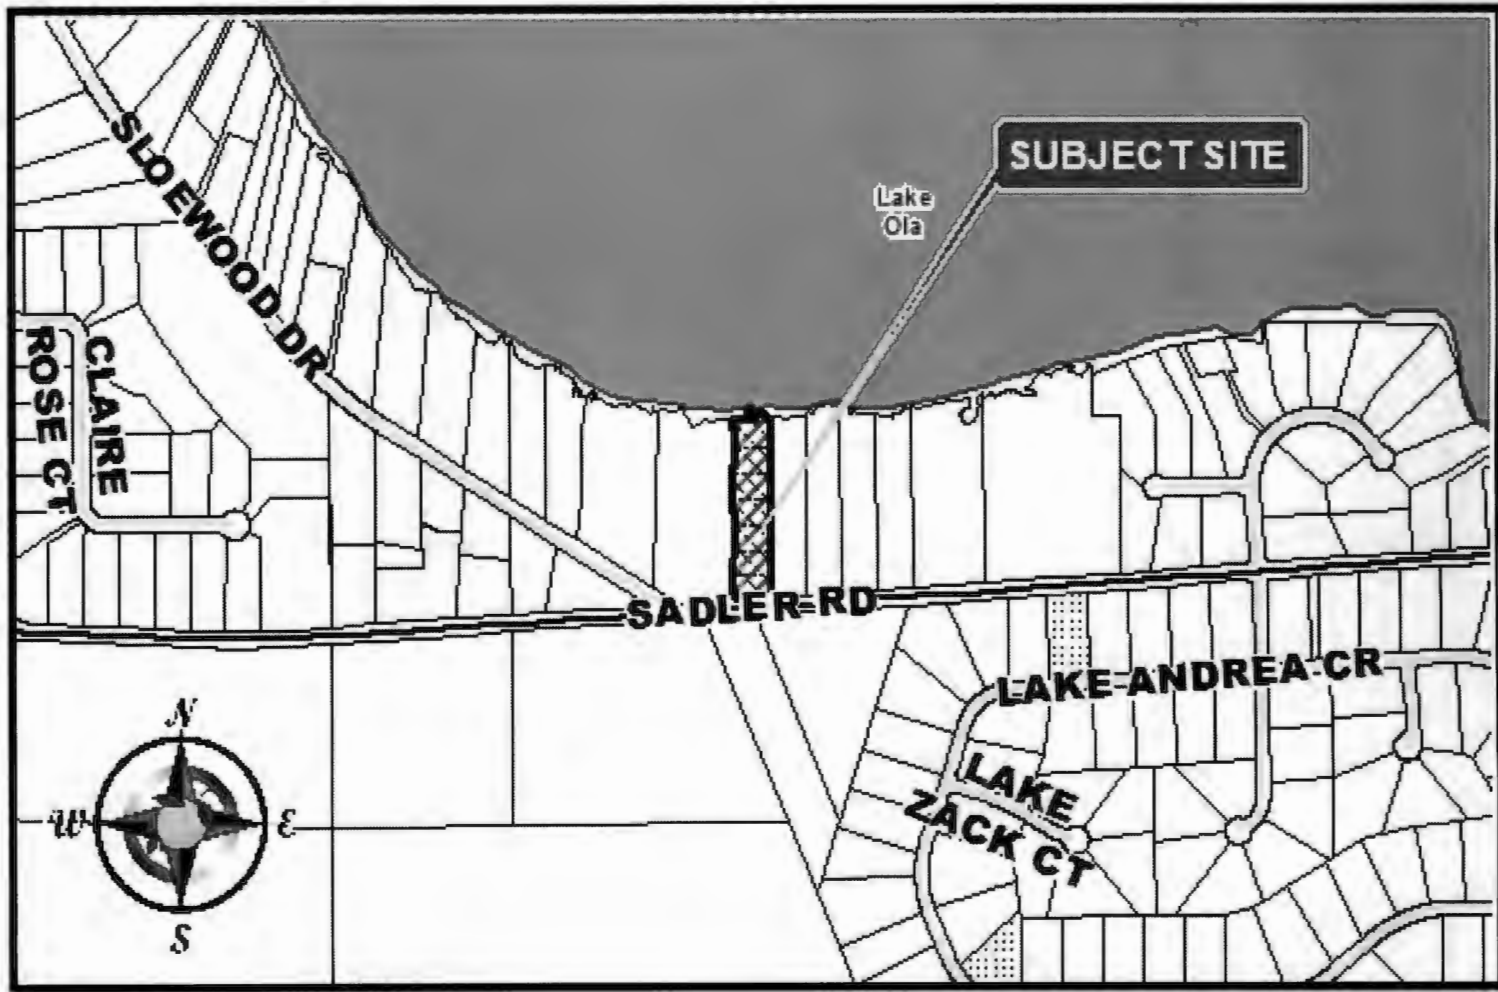 SUBJECT SITE
Lake
Ola
SLOEWOOD DR
CLAIRE
ROSE CT
SADLER RD
LAKE ANDREA CR
LAKE
ZACK CT
N
W
E
S